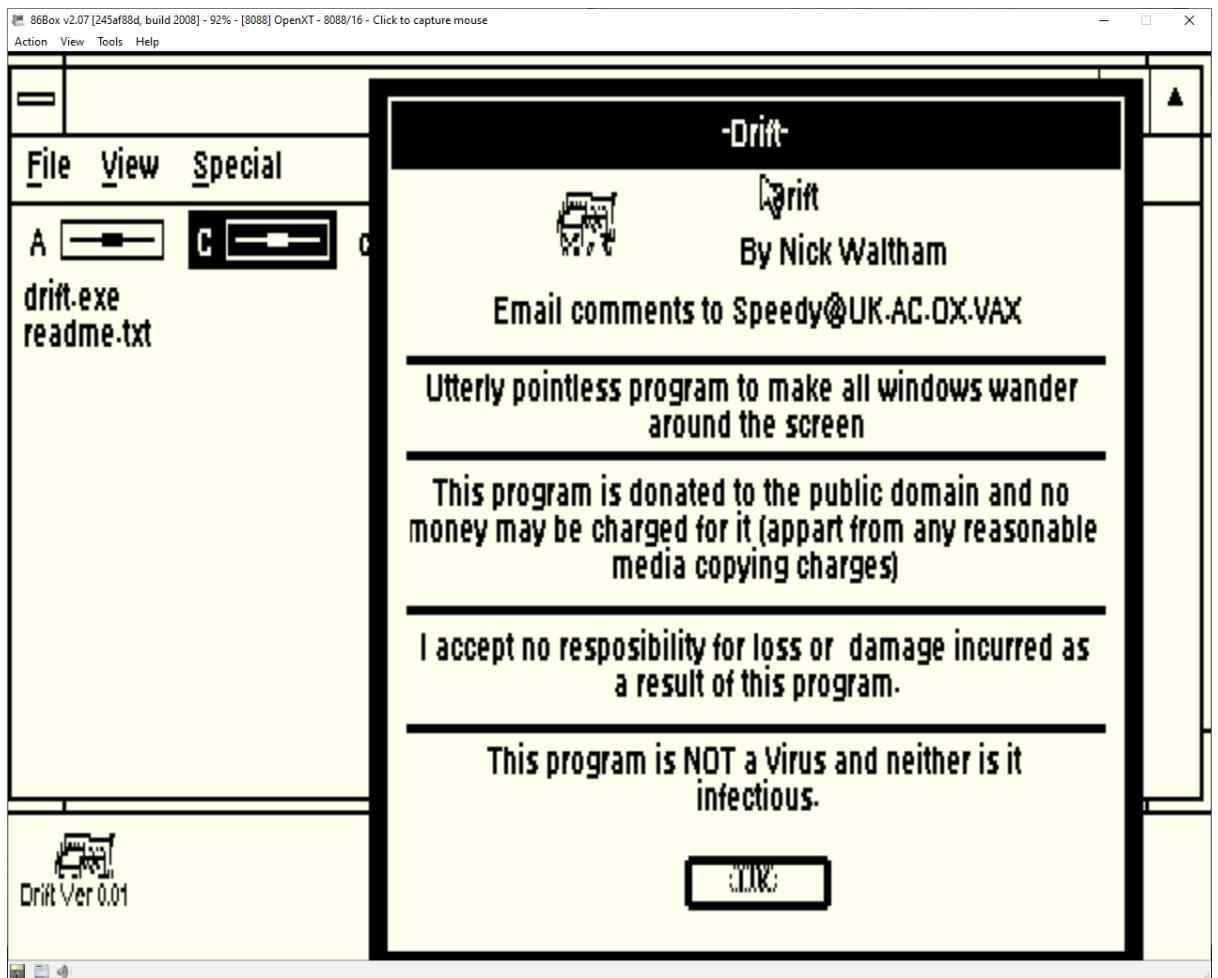 86Box v2.07 [245af88d, build 2008] - 92% - [8088] OpenXT - 8088/16 - Click to capture mouse
Action View Tools Help
File View Special
A C c
drift.exe
readme.txt
-Drift-
Drift
By Nick Waltham
Email comments to Speedy@UK.AC.OX.VAX
Utterly pointless program to make all windows wander
around the screen
This program is donated to the public domain and no
money may be charged for it (appart from any reasonable
media copying charges)
I accept no resposibility for loss or damage incurred as
a result of this program.
This program is NOT a Virus and neither is it
infectious.
OK
Drift Ver 0.01